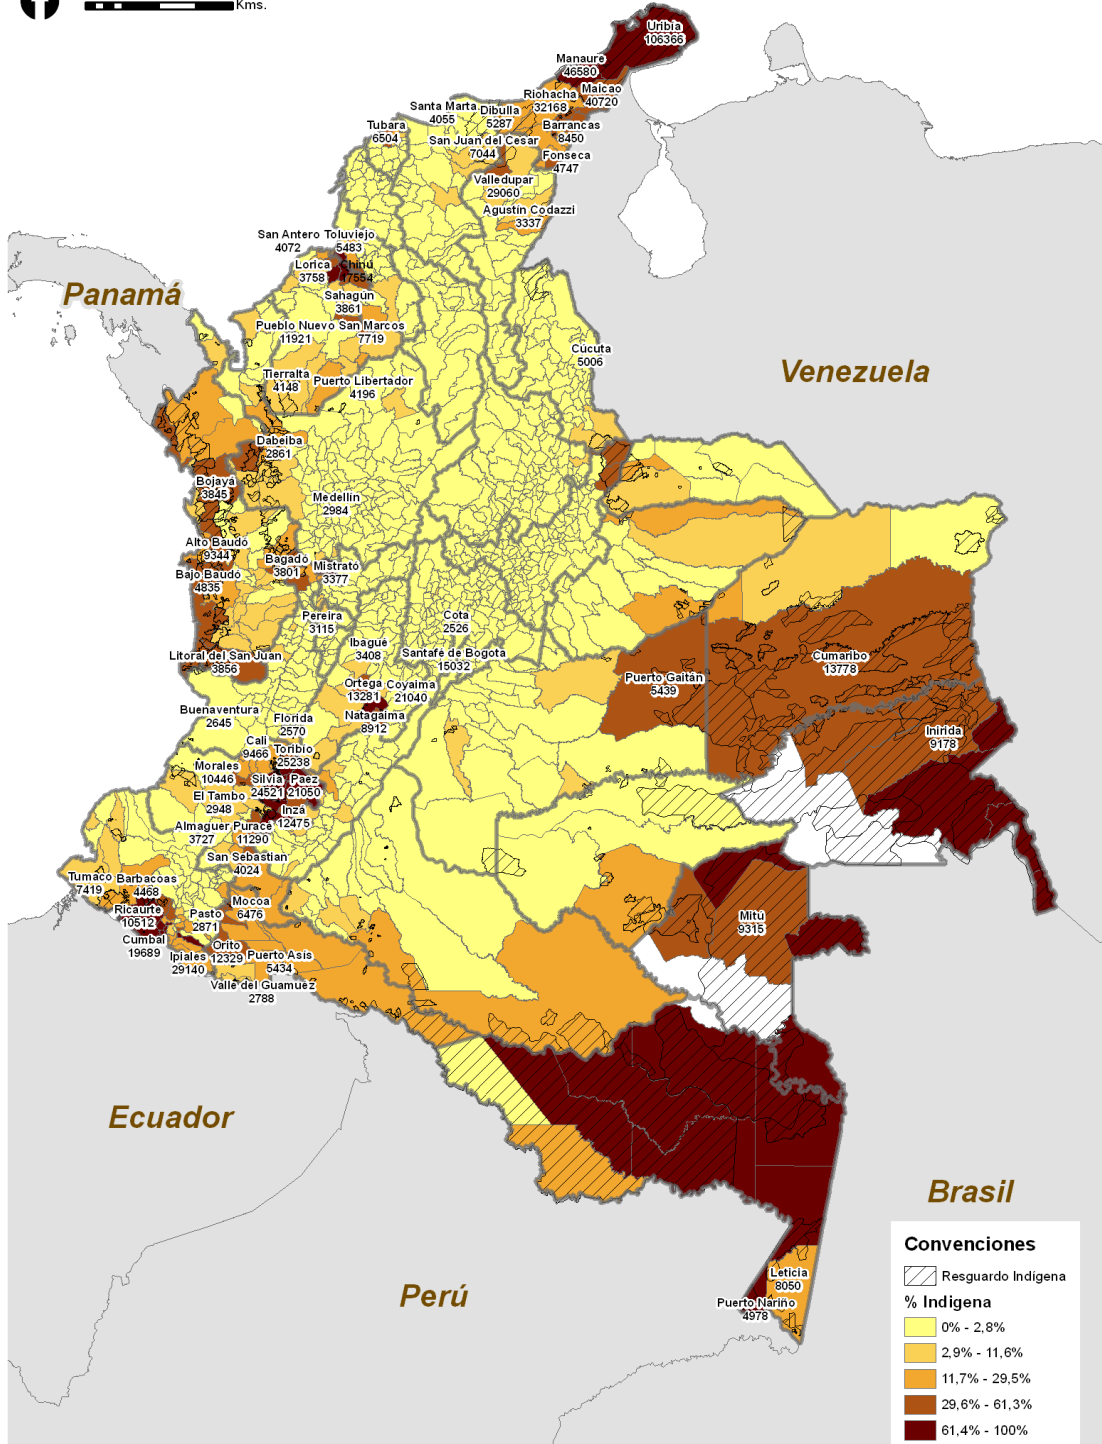 Kms.
Uribia
106366
Manaure
46580
Maicao
40720
Riohacha
32168
Santa Marta
4055
Dibulla
5287
Tubara
6504
Barrancas
8450
San Juan del Cesar
7044
Fonseca
4747
Valledupar
29060
Agustín Codazzi
3337
San Antero
4072
Toluviejo
5483
Lorica
3758
Chinú
17554
Sahagún
3861
Panamá
Pueblo Nuevo
11921
San Marcos
7719
Venezuela
Cúcuta
5006
Tierralta
4148
Puerto Libertador
4196
Dabeiba
2861
Bojayá
3845
Medellín
2984
Alto Baudó
9344
Bagadó
3801
Mistrató
3377
Bajo Baudó
4835
Pereira
3115
Cota
2526
Ibagué
3408
Santafé de Bogota
15032
Litoral del San Juan
3856
Cumaribo
13778
Puerto Gaitán
5439
Ortega
13281
Coyaima
21040
Buenaventura
2645
Florida
2570
Natagaima
8912
Inirida
9178
Cali
9466
Toribio
25238
Morales
10446
Silvia
24521
Paez
21050
El Tambo
2948
Inzá
12475
Almaguer
3727
Puracé
11290
San Sebastian
4024
Tumaco
7419
Barbacoas
4468
Mocoa
6476
Ricaurte
10512
Pasto
2871
Mitú
9315
Cumbal
19689
Ipiales
29140
Orito
12329
Puerto Asís
5434
Valle del Guamuez
2788
Ecuador
Brasil
Perú
Leticia
8050
Puerto Nariño
4978
Convenciones
Resguardo Indígena
% Indigena
0% - 2,8%
2,9% - 11,6%
11,7% - 29,5%
29,6% - 61,3%
61,4% - 100%